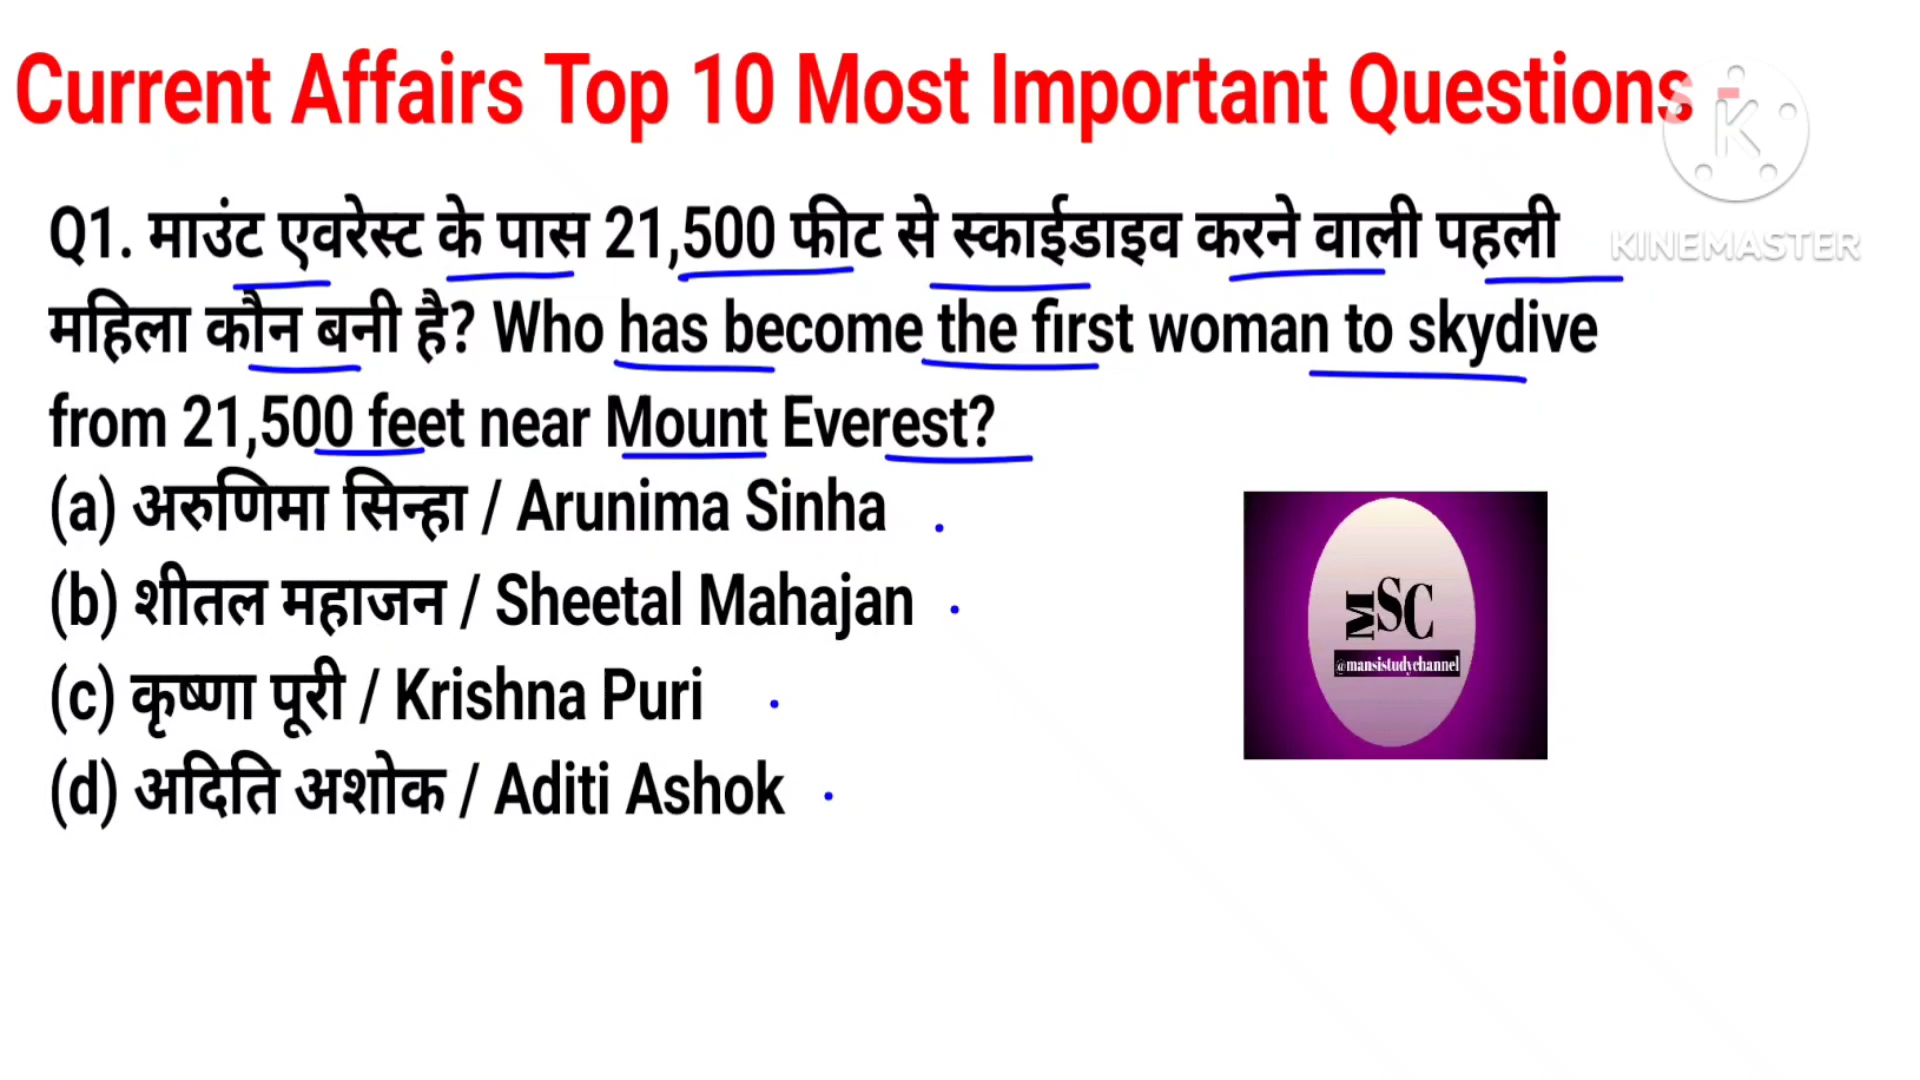 Current Affairs Top 10 Most Important Questions
K
KINEMASTER
Q1. माउंट एवरेस्ट के पास 21,500 फीट से स्काईडाइव करने वाली पहली
महिला कौन बनी है? Who has become the first woman to skydive
from 21,500 feet near Mount Everest?
(a) अरुणिमा सिन्हा / Arunima Sinha
(b) शीतल महाजन / Sheetal Mahajan
(c) कृष्णा पूरी / Krishna Puri
(d) अदिति अशोक / Aditi Ashok
MSC
@mansistudychannel